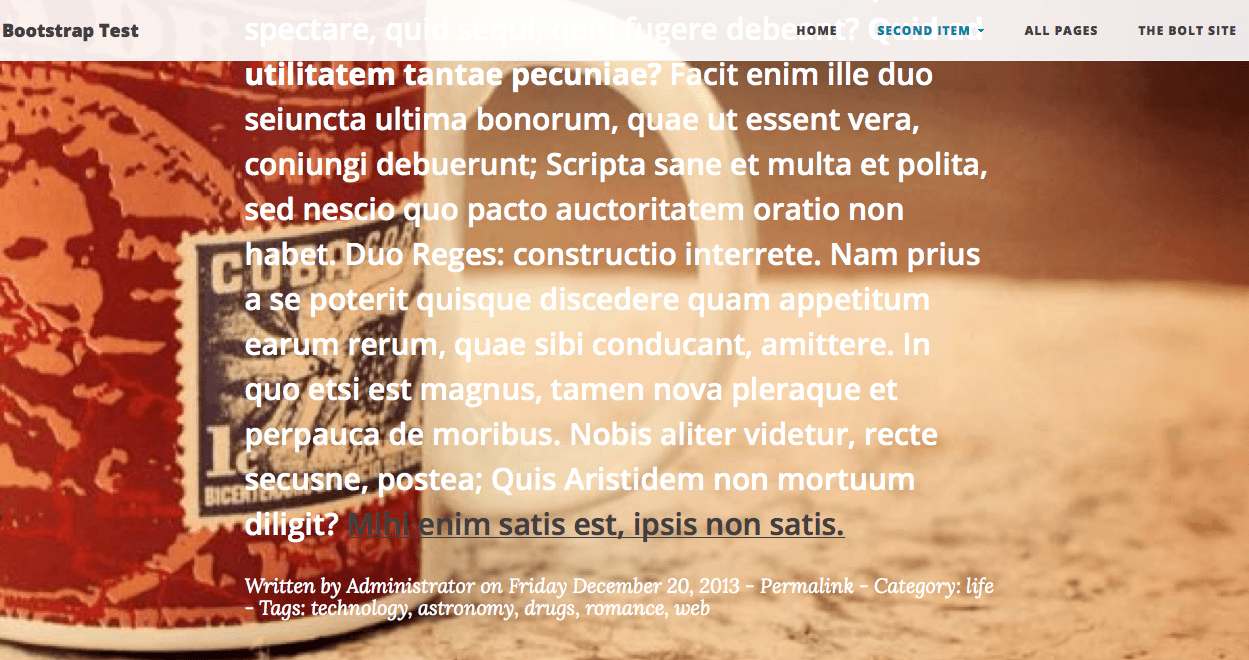 Bootstrap Test
HOME
SECOND ITEM
ALL PAGES
THE BOLT SITE
spectare, quid sequi, quid fugere debeant? Quid ad
utilitatem tantae pecuniae? Facit enim ille duo
seiuncta ultima bonorum, quae ut essent vera,
coniungi debuerunt; Scripta sane et multa et polita,
sed nescio quo pacto auctoritatem oratio non
habet. Duo Reges: constructio interrete. Nam prius
a se poterit quisque discedere quam appetitum
earum rerum, quae sibi conducant, amittere. In
quo etsi est magnus, tamen nova pleraque et
perpauca de moribus. Nobis aliter videtur, recte
secusne, postea; Quis Aristidem non mortuum
diligit? Mihi enim satis est, ipsis non satis.
Written by Administrator on Friday December 20, 2013 - Permalink - Category: life
- Tags: technology, astronomy, drugs, romance, web
CUBA
1c